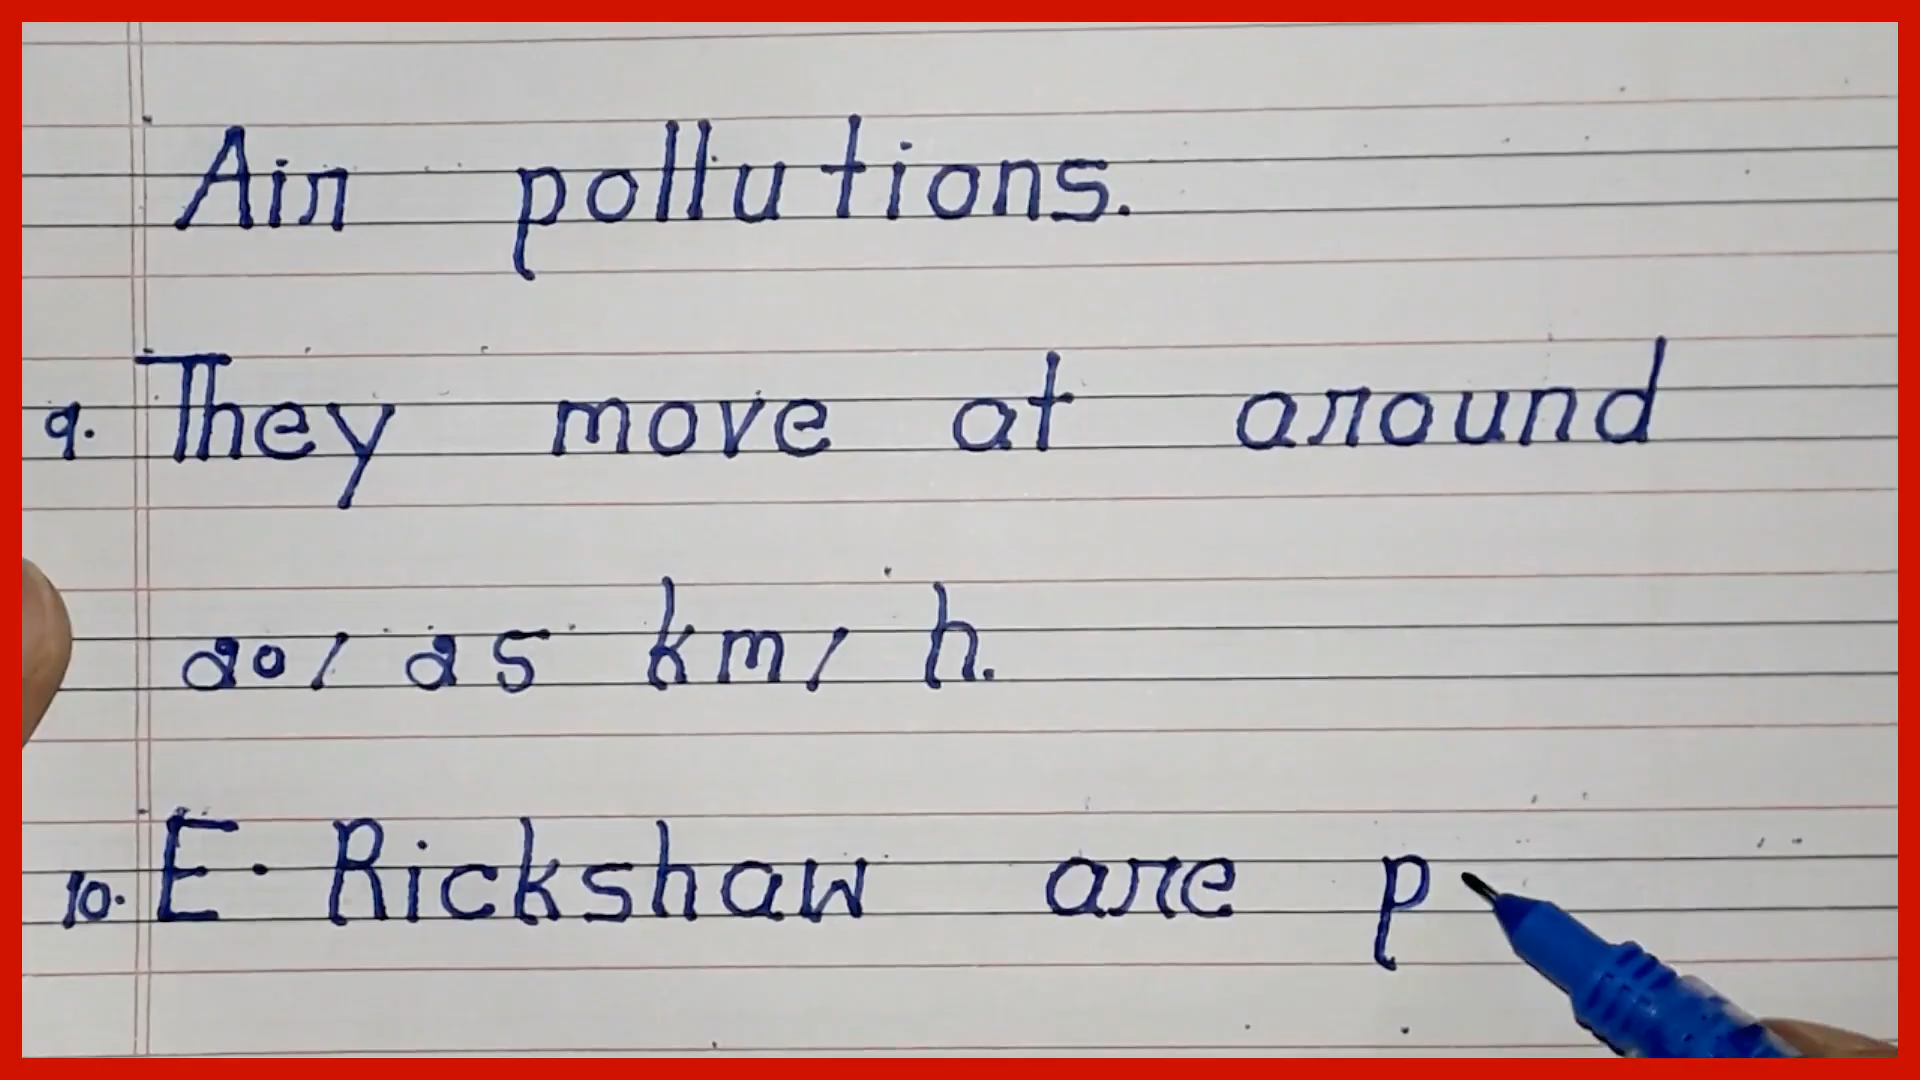 Air pollutions.
9. They move at around
20/ 25 km/ h.
10. E. Rickshaw are p